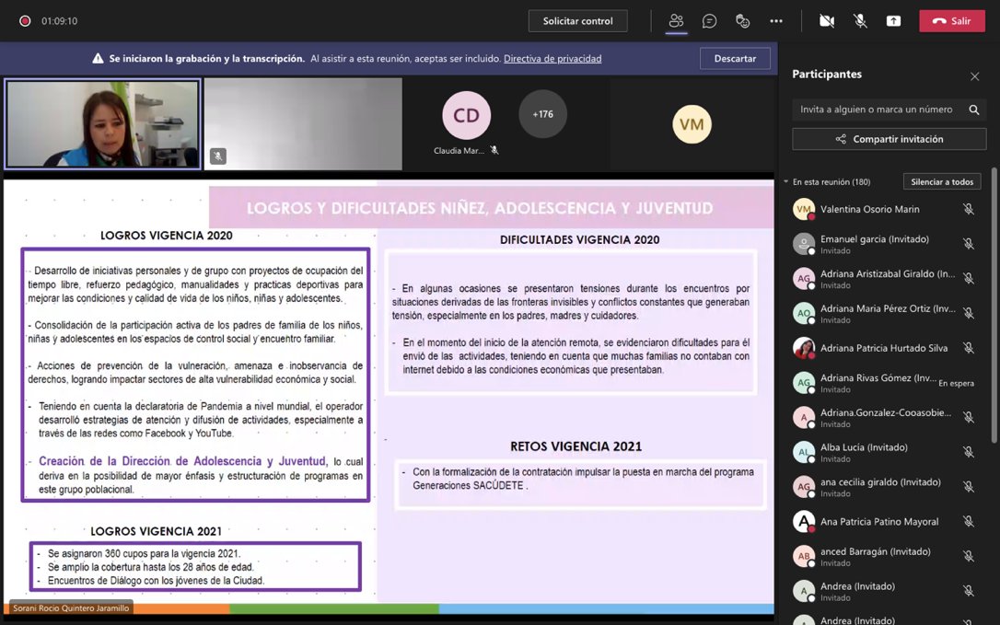 01:09:10
Solicitar control
Salir
Se iniciaron la grabación y la transcripción. Al asistir a esta reunión, aceptas ser incluido. Directiva de privacidad
Descartar
CD
Claudia Mar...
+176
VM
LOGROS Y DIFICULTADES NIÑEZ, ADOLESCENCIA Y JUVENTUD
LOGROS VIGENCIA 2020
- Desarrollo de iniciativas personales y de grupo con proyectos de ocupación del
tiempo libre, refuerzo pedagógico, manualidades y practicas deportivas para
mejorar las condiciones y calidad de vida de los niños, niñas y adolescentes.
- Consolidación de la participación activa de los padres de familia de los niños,
niñas y adolescentes en los espacios de control social y encuentro familiar.
- Acciones de prevención de la vulneración, amenaza e inobservancia de
derechos, logrando impactar sectores de alta vulnerabilidad económica y social.
- Teniendo en cuenta la declaratoria de Pandemia a nivel mundial, el operador
desarrolló estrategias de atención y difusión de actividades, especialmente a
través de las redes como Facebook y YouTube.
- Creación de la Dirección de Adolescencia y Juventud, lo cual
deriva en la posibilidad de mayor énfasis y estructuración de programas en
este grupo poblacional.
LOGROS VIGENCIA 2021
- Se asignaron 360 cupos para la vigencia 2021.
- Se amplio la cobertura hasta los 28 años de edad.
- Encuentros de Diálogo con los jóvenes de la Ciudad.
DIFICULTADES VIGENCIA 2020
- En algunas ocasiones se presentaron tensiones durante los encuentros por
situaciones derivadas de las fronteras invisibles y conflictos constantes que generaban
tensión, especialmente en los padres, madres y cuidadores.
- En el momento del inicio de la atención remota, se evidenciaron dificultades para él
envió de las actividades, teniendo en cuenta que muchas familias no contaban con
internet debido a las condiciones económicas que presentaban.
RETOS VIGENCIA 2021
- Con la formalización de la contratación impulsar la puesta en marcha del programa
Generaciones SACÚDETE .
Sorani Rocio Quintero Jaramillo
Participantes
Invita a alguien o marca un número
Compartir invitación
En esta reunión (180)
Silenciar a todos
VM
Valentina Osorio Marin
Emanuel garcia (Invitado)
Invitado
AG
Adriana Aristizabal Giraldo (In...
Invitado
AO
Adriana Maria Pérez Ortiz (Inv...
Invitado
Adriana Patricia Hurtado Silva
AG
Adriana Rivas Gómez (Inv...
En espera
Invitado
A
Adriana.Gonzalez-Cooasobie...
Invitado
AL
Alba Lucía (Invitado)
Invitado
AG
ana cecilia giraldo (Invitado)
Invitado
A
Ana Patricia Patino Mayoral
AB
anced Barragán (Invitado)
Invitado
A
Andrea (Invitado)
Invitado
A
Andrea (Invitado)